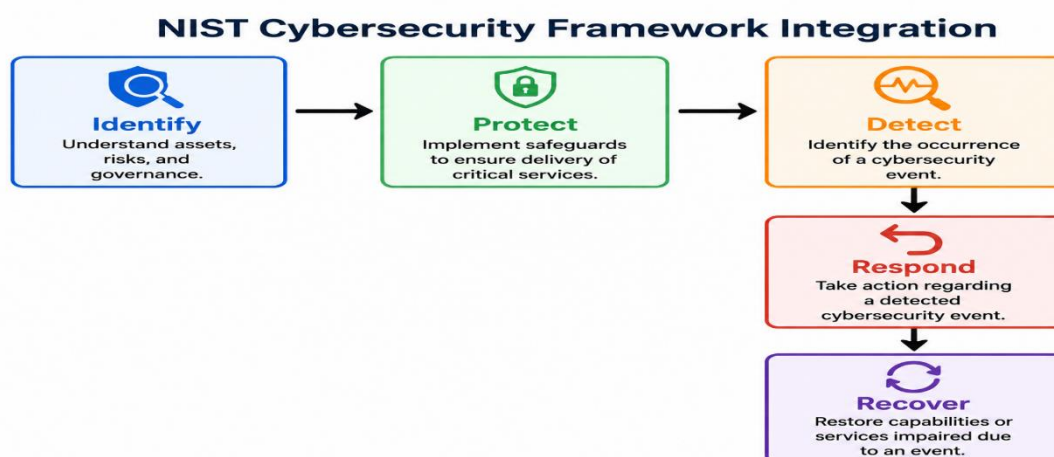 NIST Cybersecurity Framework Integration
Identify
Understand assets,
risks, and
governance.
Protect
Implement safeguards
to ensure delivery of
critical services.
Detect
Identify the occurrence
of a cybersecurity
event.
Respond
Take action regarding
a detected
cybersecurity event.
Recover
Restore capabilities or
services impaired due
to an event.